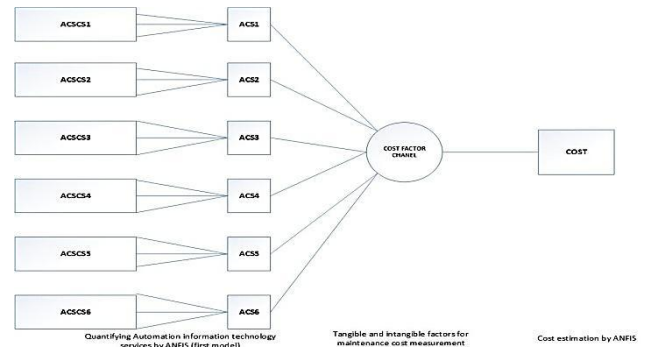 ACSCS1
ACS1
ACSCS2
ACS2
ACSCS3
ACS3
COST FACTOR
CHANEL
COST
ACSCS4
ACS4
ACSCS5
ACS5
ACSCS6
ACS6
Quantifying Automation information technology
services by ANFIS (first model)
Tangible and intangible factors for
maintenance cost measurement
Cost estimation by ANFIS